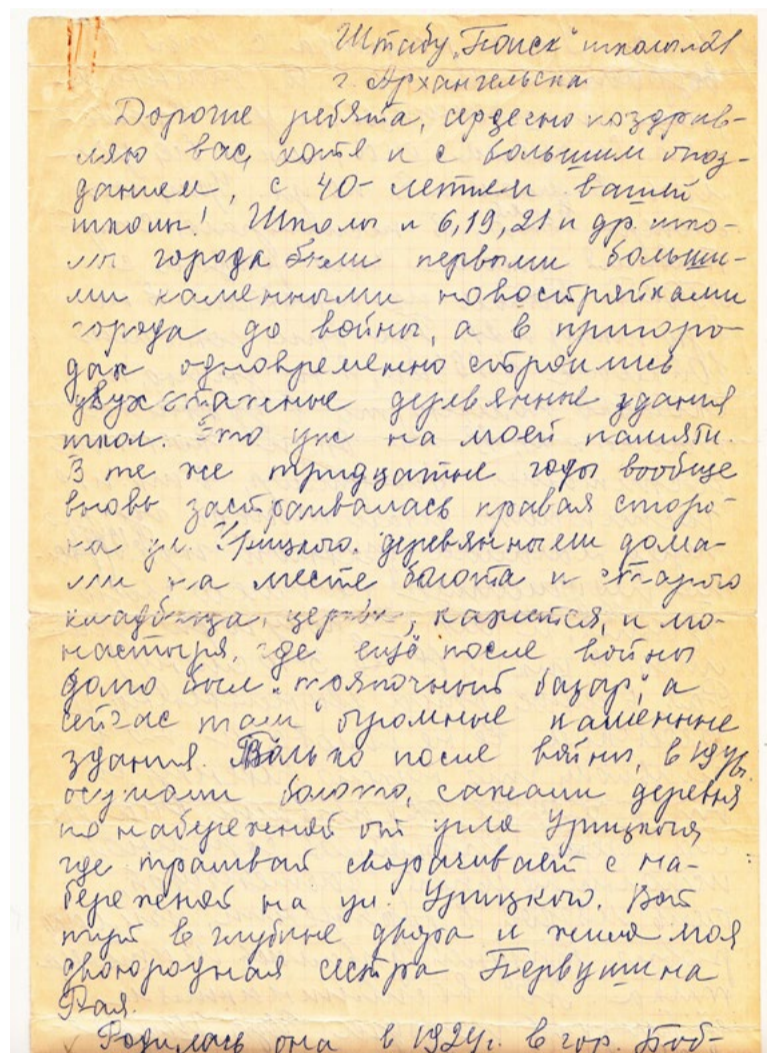 Штабу „Поиск" школы 21
г. Архангельска
Дорогие ребята, сердечно поздрав-
ляю вас, хотя и с большим опоз-
данием, с 40-летием вашей
школы! Школы 6, 19, 21 и др. шко-
лы города были первыми больши-
ми каменными новостройками
города до войны, а в пригоро-
дах одновременно строились
двухэтажные деревянные здания
школ. Это уже на моей памяти.
В те же тридцатые годы вообще
вновь застраивалась правая сторо-
на ул. Урицкого. деревянными дома-
ми на месте болота и старого
кладбища, церкви, кажется, и мо-
настыря, где ещё после войны
долго был „тряпочный базар", а
сейчас там огромные каменные
здания. Только после войны, в
осушали болото, сажали деревья
по набережной от угла Урицкого
где трамвай сворачивает с на-
бережной на ул. Урицкого. Вот
тут в глубине двора и жила моя
двоюродная сестра Первушина
Рая.
Родилась она в 1924г. в гор. Боб-